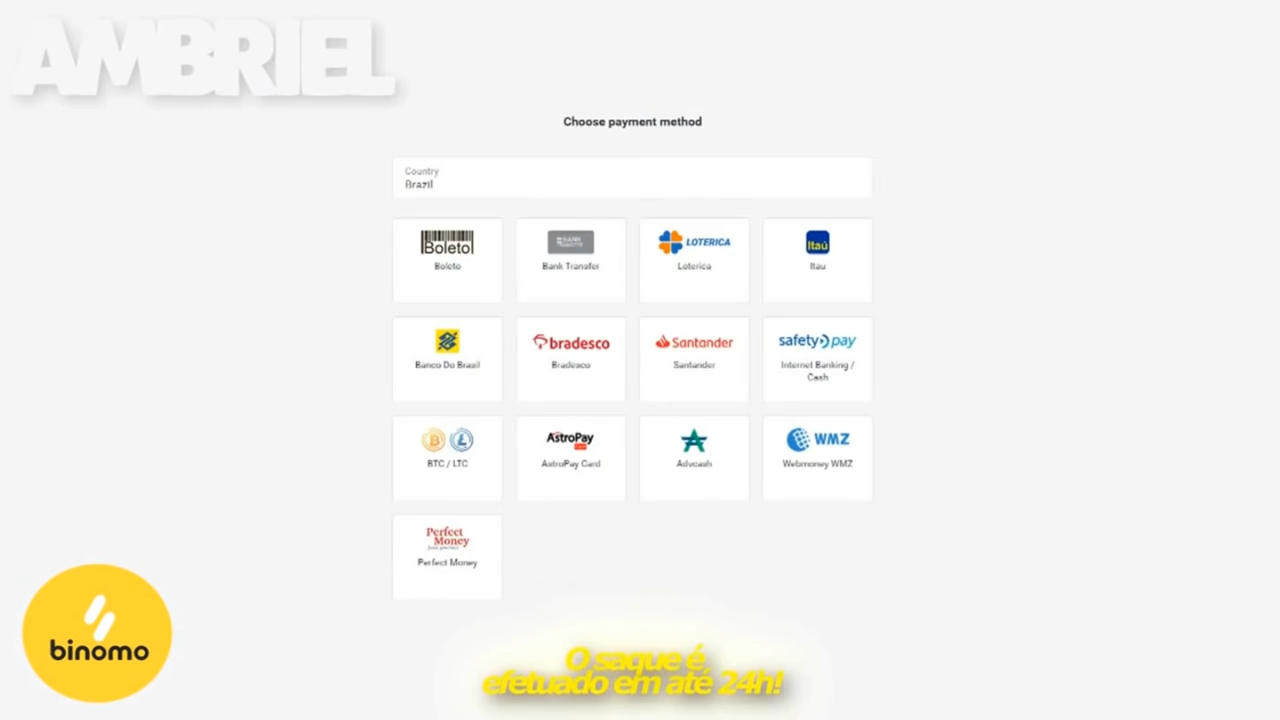 AMBRIEL
Choose payment method
Country
Brazil
Boleto
Boleto
BANK
Bank Transfer
LOTERICA
Loterica
Itaú
Itau
Banco Do Brasil
bradesco
Bradesco
Santander
Santander
safetypay
Internet Banking /
Cash
BTC / LTC
AstroPay
AstroPay Card
Advcash
WMZ
Webmoney WMZ
Perfect
Money
Perfect Money
binomo
O saque é
efetuado em até 24h!